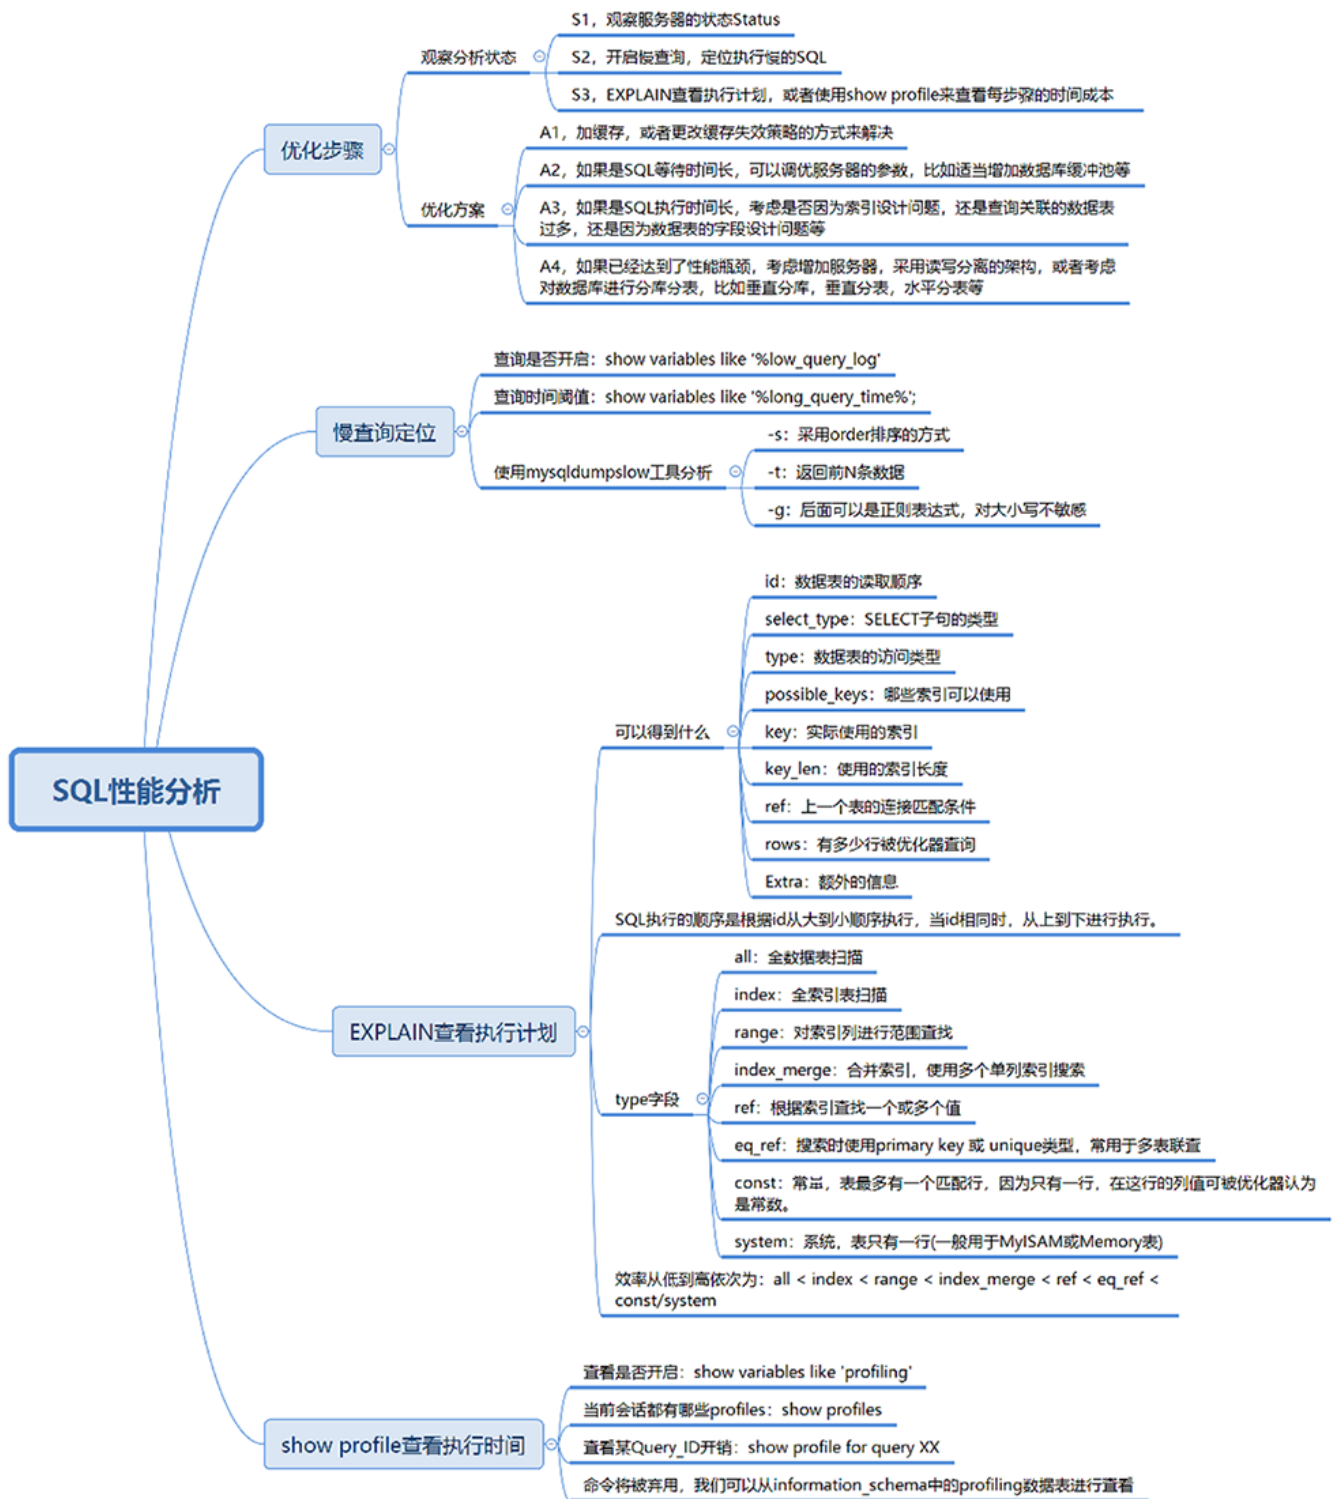 SQL性能分析
优化步骤
观察分析状态
S1，观察服务器的状态Status
S2，开启慢查询，定位执行慢的SQL
S3，EXPLAIN查看执行计划，或者使用show profile来查看每步骤的时间成本
优化方案
A1，加缓存，或者更改缓存失效策略的方式来解决
A2，如果是SQL等待时间长，可以调优服务器的参数，比如适当增加数据库缓冲池等
A3，如果是SQL执行时间长，考虑是否因为索引设计问题，还是查询关联的数据表
过多，还是因为数据表的字段设计问题等
A4，如果已经达到了性能瓶颈，考虑增加服务器，采用读写分离的架构，或者考虑
对数据库进行分库分表，比如垂直分库，垂直分表，水平分表等
慢查询定位
查询是否开启：show variables like '%low_query_log'
查询时间阈值：show variables like '%long_query_time%';
使用mysqldumpslow工具分析
-s：采用order排序的方式
-t：返回前N条数据
-g：后面可以是正则表达式，对大小写不敏感
EXPLAIN查看执行计划
可以得到什么
id：数据表的读取顺序
select_type：SELECT子句的类型
type：数据表的访问类型
possible_keys：哪些索引可以使用
key：实际使用的索引
key_len：使用的索引长度
ref：上一个表的连接匹配条件
rows：有多少行被优化器查询
Extra：额外的信息
SQL执行的顺序是根据id从大到小顺序执行，当id相同时，从上到下进行执行。
type字段
all：全数据表扫描
index：全索引表扫描
range：对索引列进行范围查找
index_merge：合并索引，使用多个单列索引搜索
ref：根据索引查找一个或多个值
eq_ref：搜索时使用primary key 或 unique类型，常用于多表联查
const：常量，表最多有一个匹配行，因为只有一行，在这行的列值可被优化器认为
是常数。
system：系统，表只有一行(一般用于MyISAM或Memory表)
效率从低到高依次为：all < index < range < index_merge < ref < eq_ref <
const/system
show profile查看执行时间
查看是否开启：show variables like 'profiling'
当前会话都有哪些profiles：show profiles
查看某Query_ID开销：show profile for query XX
命令将被弃用，我们可以从information_schema中的profiling数据表进行查看